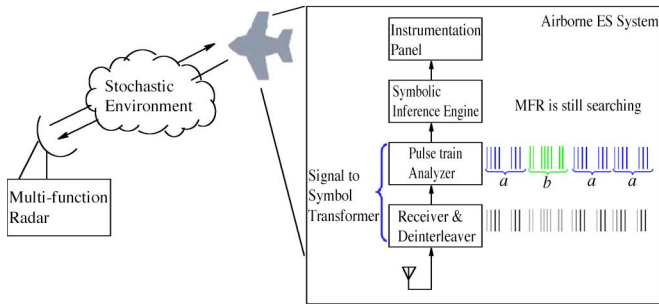 Airborne ES System
Instrumentation
Panel
Stochastic
Environment
Symbolic
Inference Engine
MFR is still searching
Signal to
Symbol
Transformer
Pulse train
Analyzer
a b a a
Multi-function
Radar
Receiver &
Deinterleaver